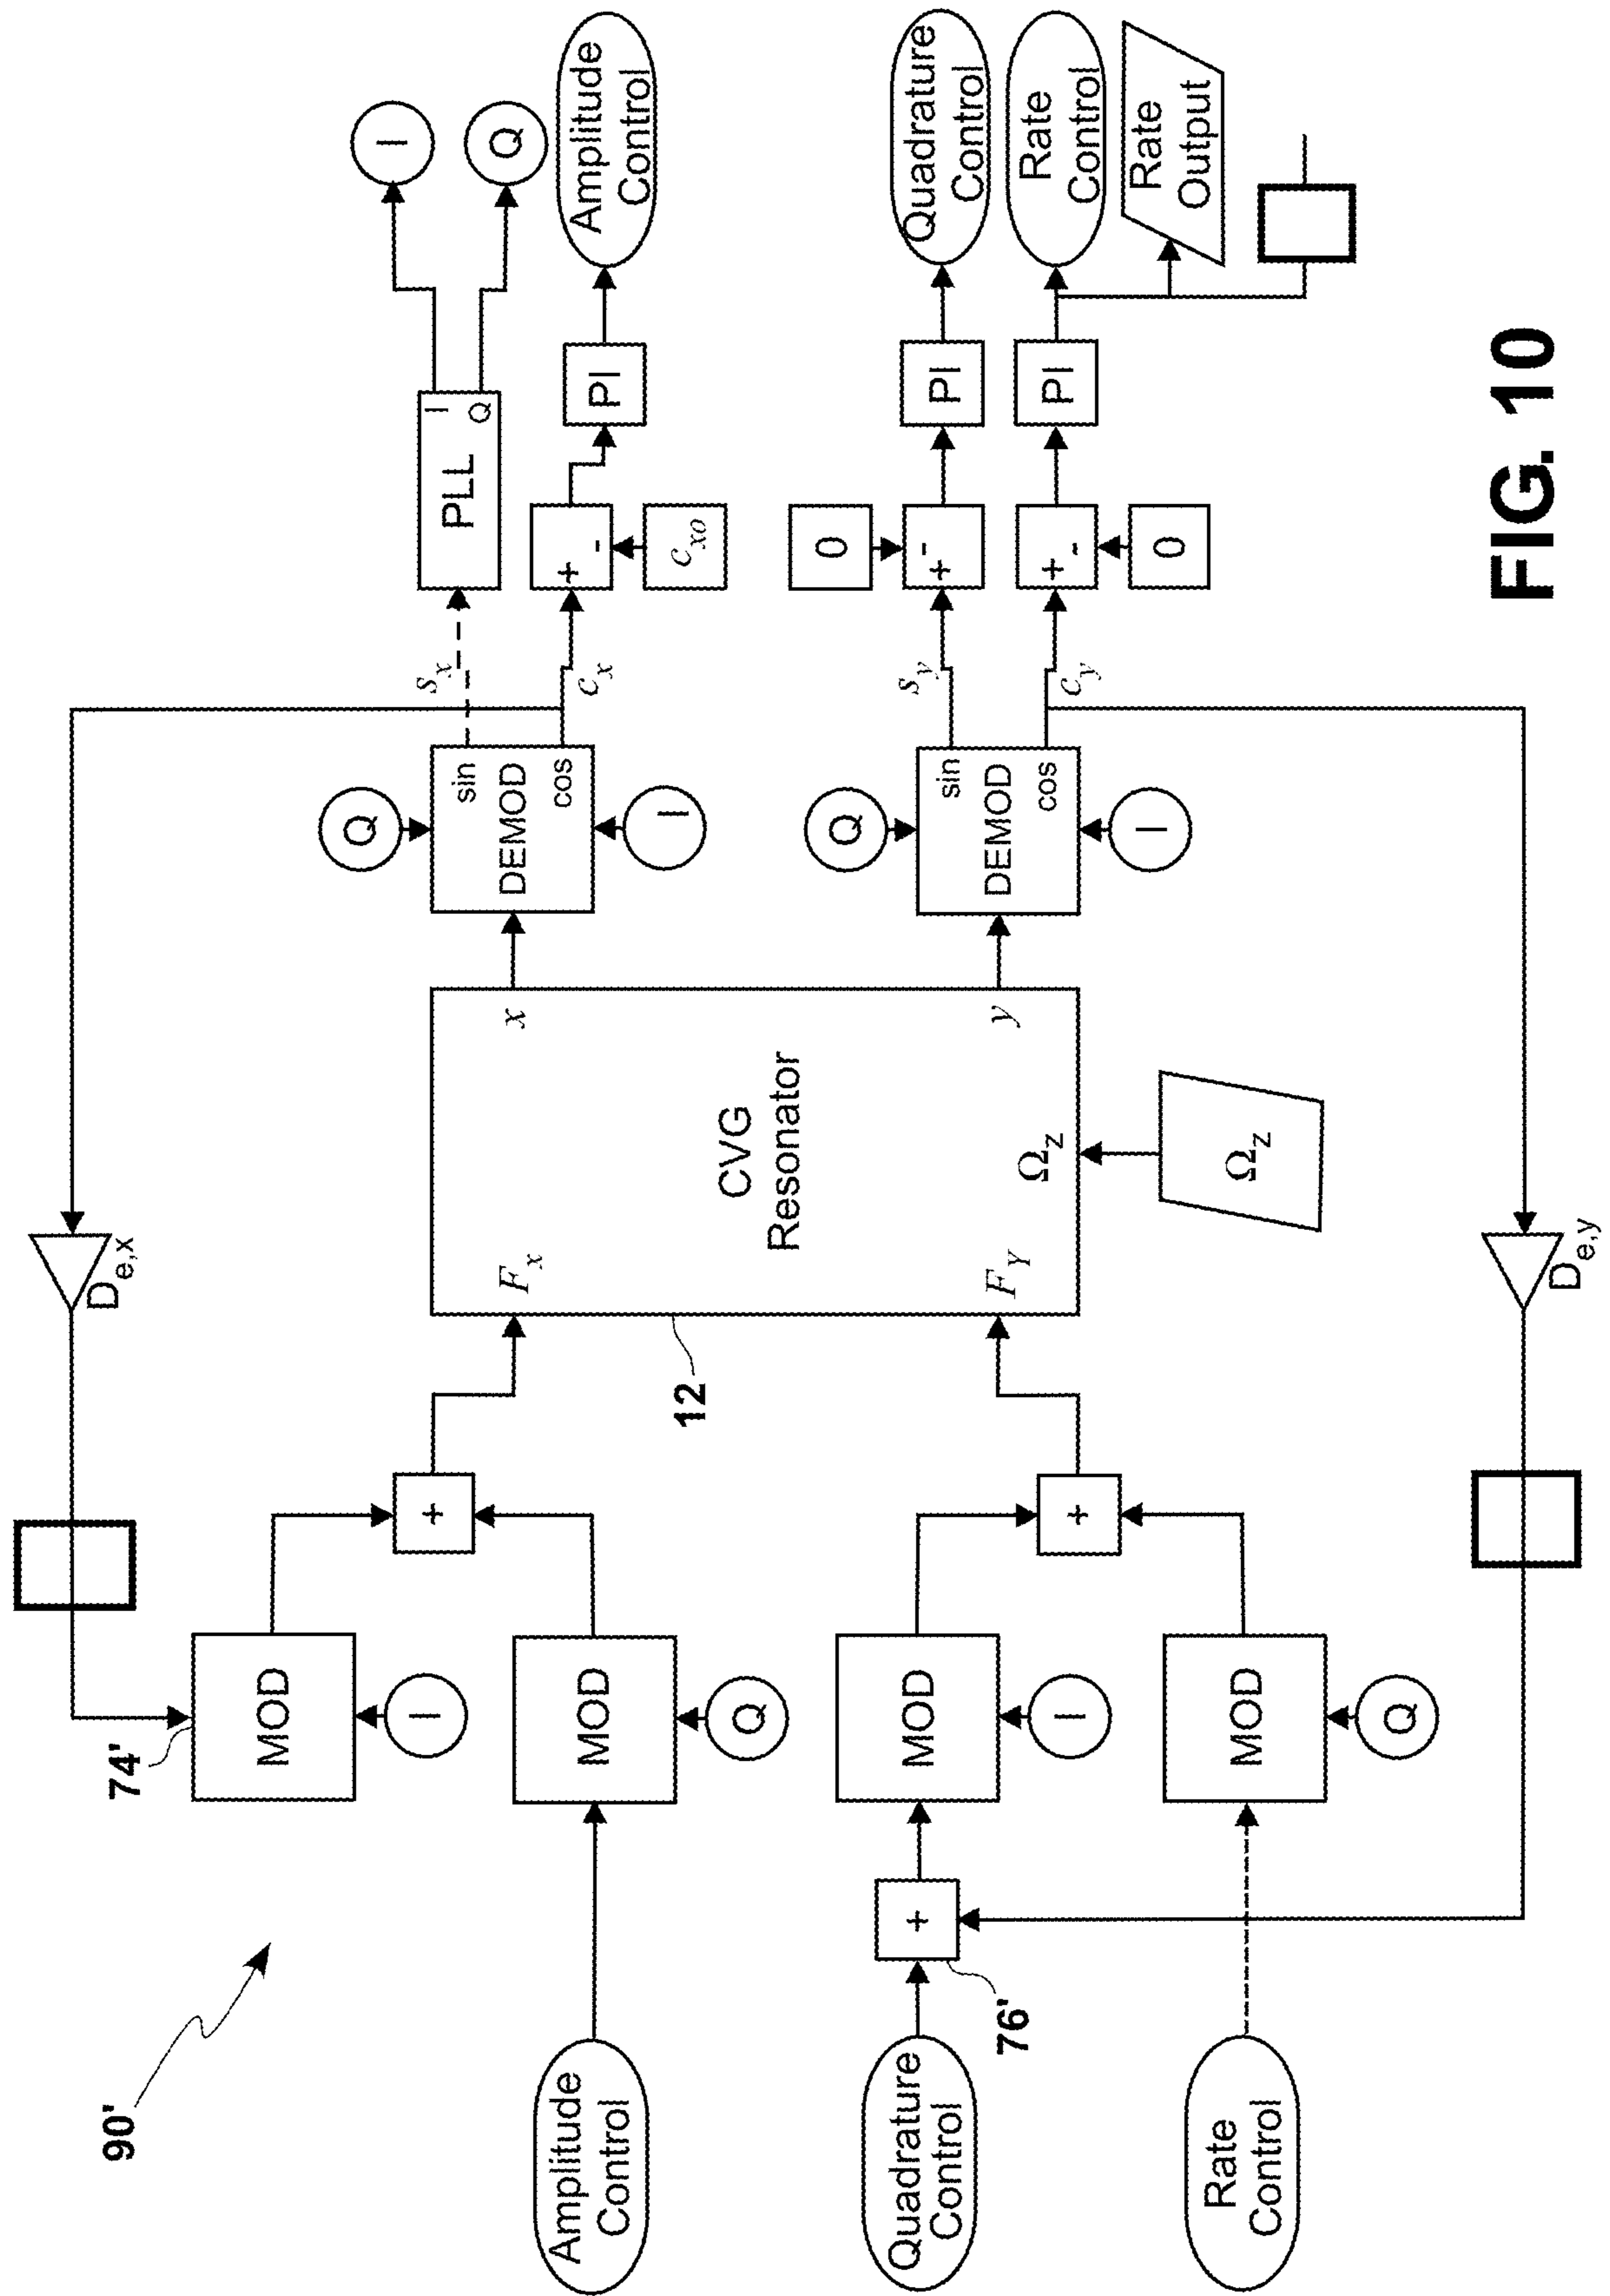 90'
Amplitude
Control
Quadrature
Control
Rate
Control
76'
+
74'
MOD
I
MOD
Q
MOD
I
MOD
Q
+
+
12
D e,x
D e,y
F x
F Y
CVG
Resonator
Ω z
x
y
Ω z
Q
sin
DEMOD
cos
I
Q
sin
DEMOD
cos
I
s x
c x
s y
c y
PLL
I
Q
+
-
c xo
0
+
-
+
-
0
PI
PI
PI
I
Q
Amplitude
Control
Quadrature
Control
Rate
Control
Rate
Output
FIG. 10